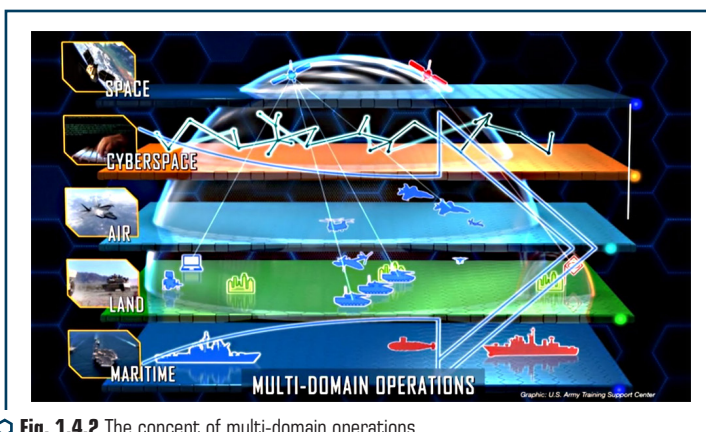 SPACE
CYBERSPACE
AIR
LAND
MARITIME
MULTI-DOMAIN OPERATIONS
Graphic: U.S. Army Training Support Center
Fig. 1.4.2 The concept of multi-domain operations